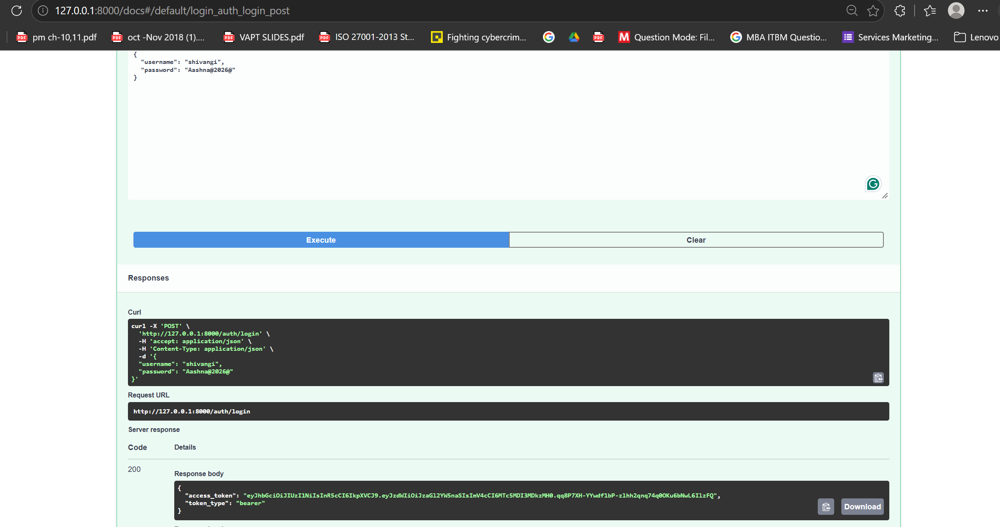 127.0.0.1:8000/docs#/default/login_auth_login_post
pm ch-10,11.pdf
oct -Nov 2018 (1)....
VAPT SLIDES.pdf
ISO 27001-2013 St...
Fighting cybercrim...
Question Mode: Fil...
MBA ITBM Questio...
Services Marketing...
Lenovo
{
"username": "shivangi",
"password": "Aashna@2026@"
}
Execute
Clear
Responses
Curl
curl -X 'POST' \
'http://127.0.0.1:8000/auth/login' \
-H 'accept: application/json' \
-H 'Content-Type: application/json' \
-d '{
"username": "shivangi",
"password": "Aashna@2026@"
}'
Request URL
http://127.0.0.1:8000/auth/login
Server response
Code
Details
200
Response body
{
"access_token": "eyJhbGciOiJIUzI1NiIsInR5cCI6IkpXVCJ9.eyJzdWIiOiJzaGl2YW5naSIsImV4cCI6MTc5MDI3MDkzMH0.qq8P7XH-YYwdf1bP-zlhh2qnq74q0OKu6bNwL6IlzFQ",
"token_type": "bearer"
}
Download